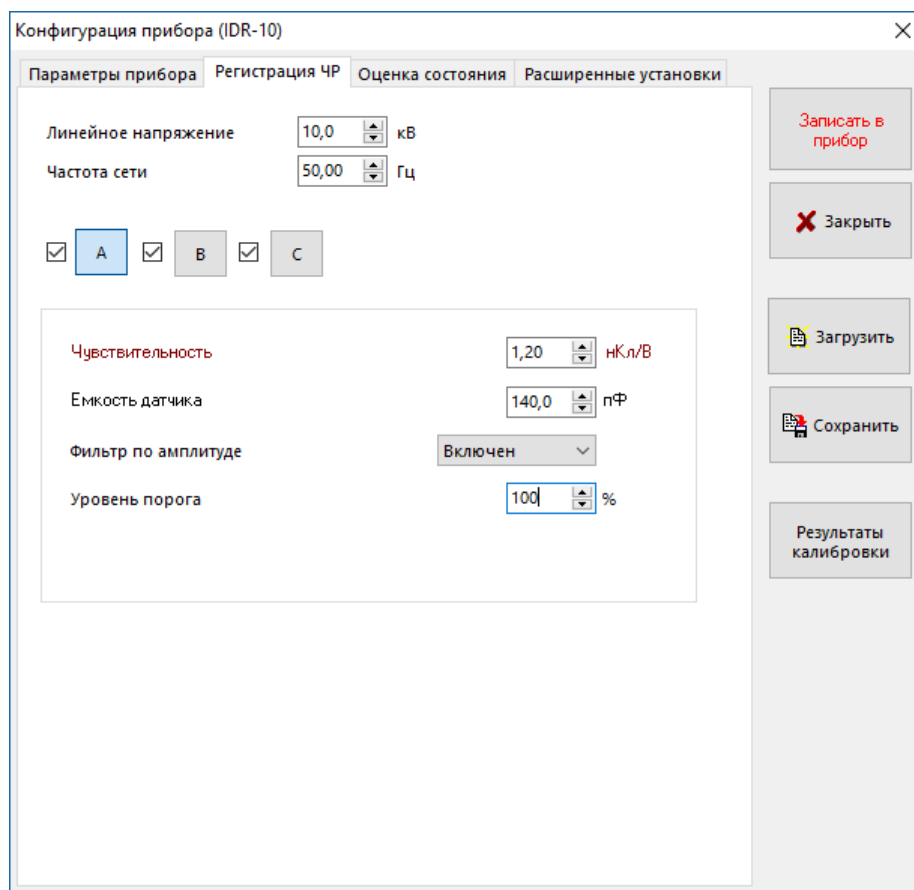 Конфигурация прибора (IDR-10)
Параметры прибора Регистрация ЧР Оценка состояния Расширенные установки
Линейное напряжение 10,0 кВ
Частота сети 50,00 Гц
A B C
Чувствительность 1,20 нКл/В
Емкость датчика 140,0 пФ
Фильтр по амплитуде Включен
Уровень порога 100 %
Записать в
прибор
Закрыть
Загрузить
Сохранить
Результаты
калибровки